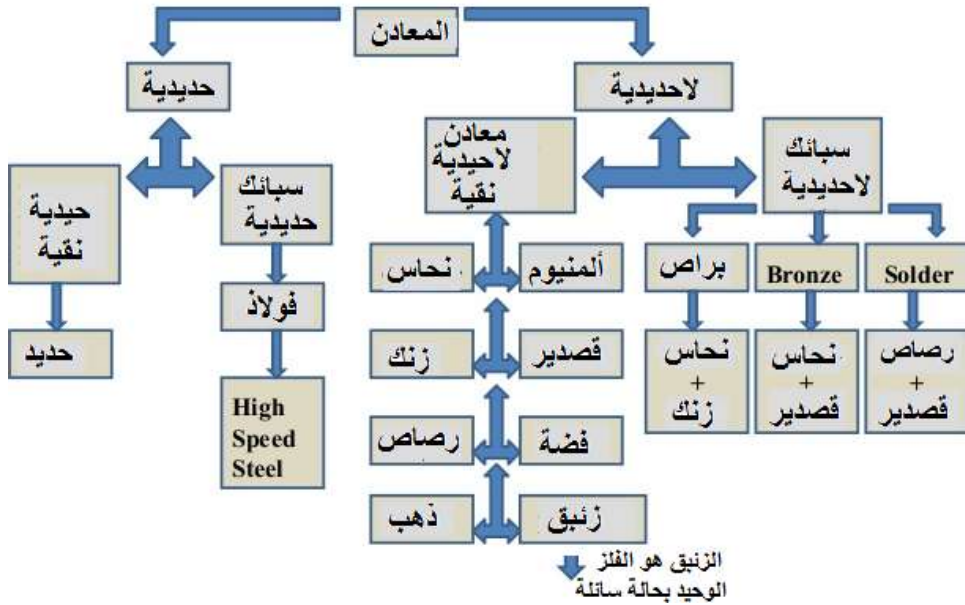 المعادن
حديدية
لاحديدية
حيدية
نقية
سبائك
حديدية
معادن
لاحيدية
نقية
سبائك
لاحديدية
حديد
فولاذ
High
Speed
Steel
نحاس
ألمنيوم
زنك
قصدير
رصاص
فضة
ذهب
زئبق
الزئبق هو الفلز
الوحيد بحالة سائلة
براص
Bronze
Solder
نحاس
+
زنك
نحاس
+
قصدير
رصاص
+
قصدير